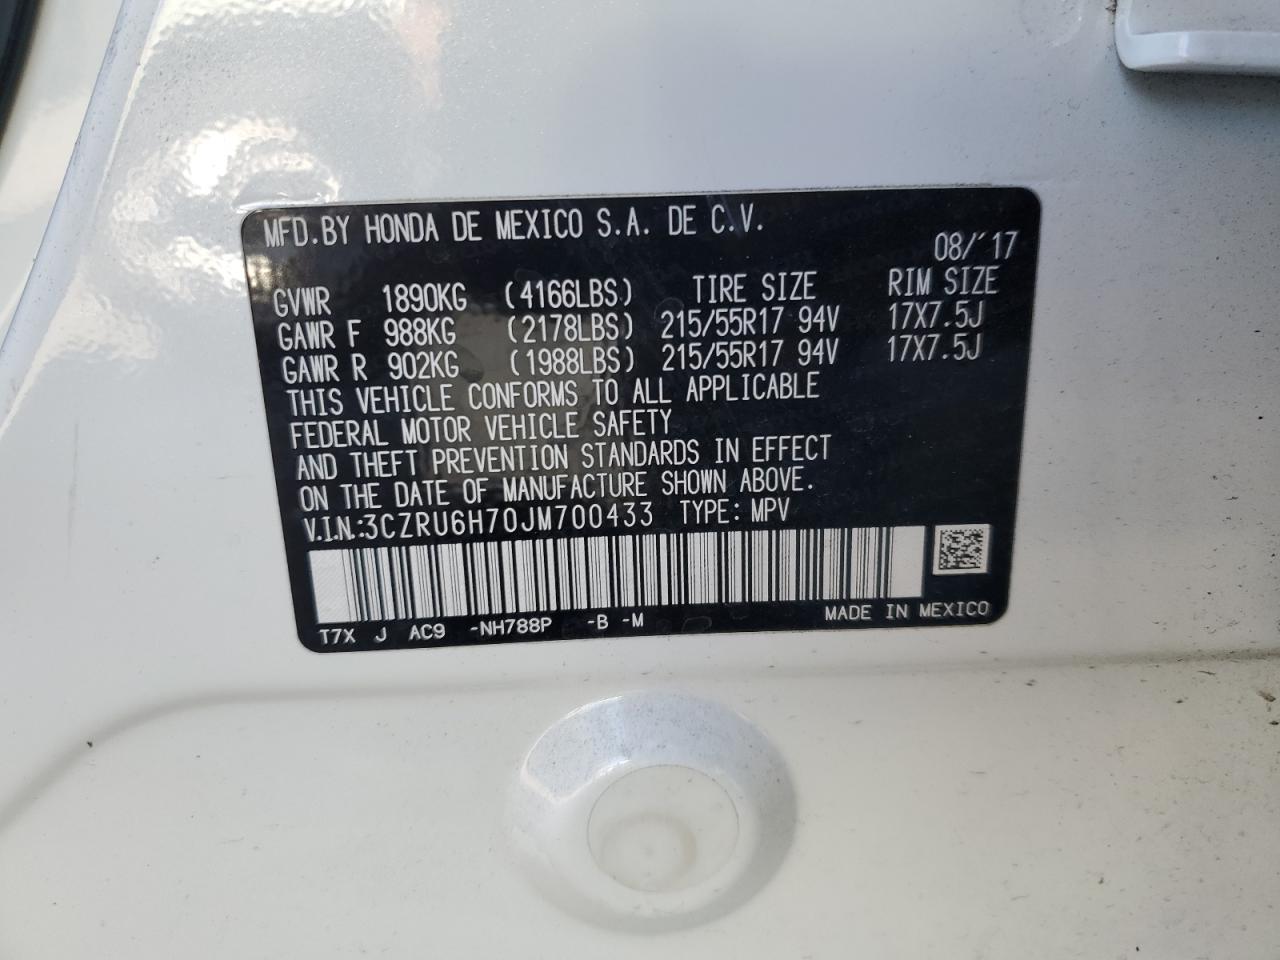 MFD.BY HONDA DE MEXICO S.A. DE C.V.
08/'17
GVWR 1890KG (4166LBS) TIRE SIZE RIM SIZE
GAWR F 988KG (2178LBS) 215/55R17 94V 17X7.5J
GAWR R 902KG (1988LBS) 215/55R17 94V 17X7.5J
THIS VEHICLE CONFORMS TO ALL APPLICABLE
FEDERAL MOTOR VEHICLE SAFETY
AND THEFT PREVENTION STANDARDS IN EFFECT
ON THE DATE OF MANUFACTURE SHOWN ABOVE.
V.I.N.:3CZRU6H70JM700433 TYPE: MPV
T7X J AC9 -NH788P -B -M MADE IN MEXICO